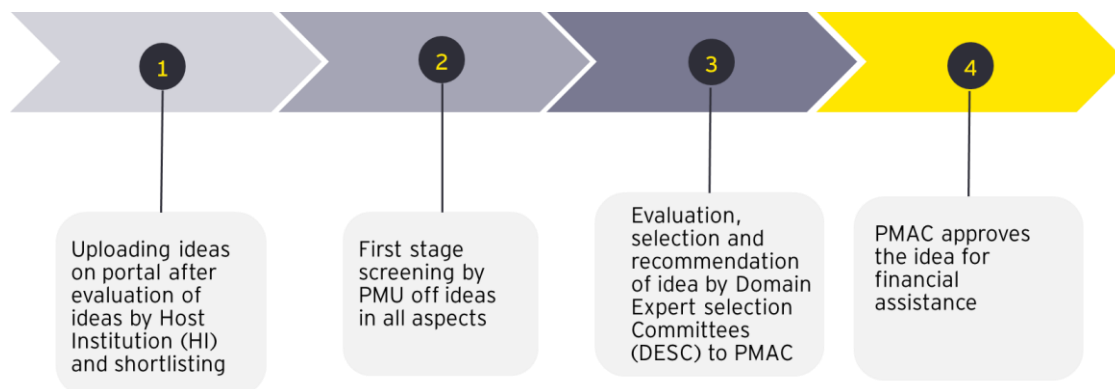 1
2
3
4
Uploading ideas
on portal after
evaluation of
ideas by Host
Institution (HI)
and shortlisting
First stage
screening by
PMU off ideas
in all aspects
Evaluation,
selection and
recommendation
of idea by Domain
Expert selection
Committees
(DESC) to PMAC
PMAC approves
the idea for
financial
assistance